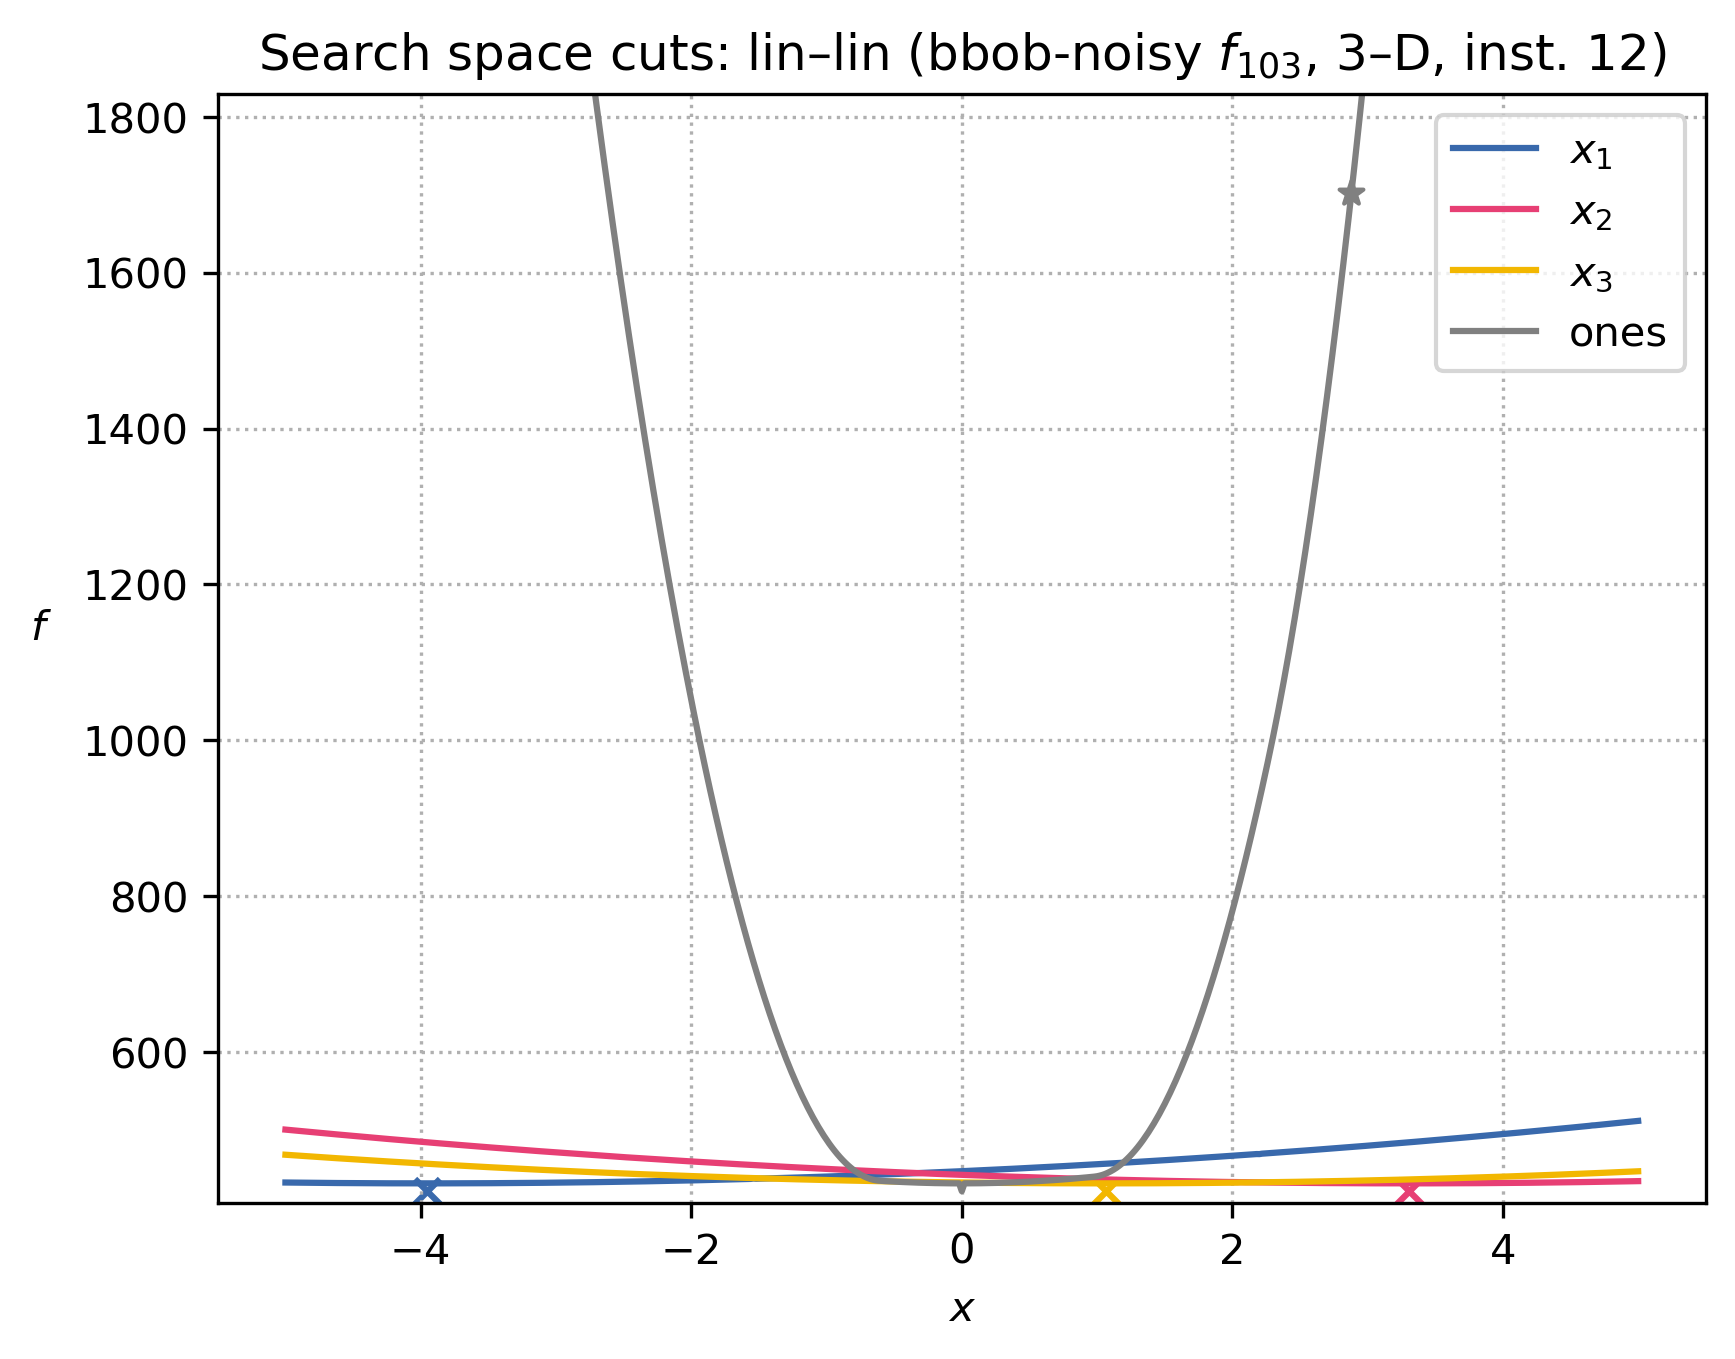 Search space cuts: lin–lin (bbob-noisy f₁₀₃, 3–D, inst. 12)
1800
1600
1400
1200
1000
800
600
f
−4
−2
0
2
4
x
x₁
x₂
x₃
ones